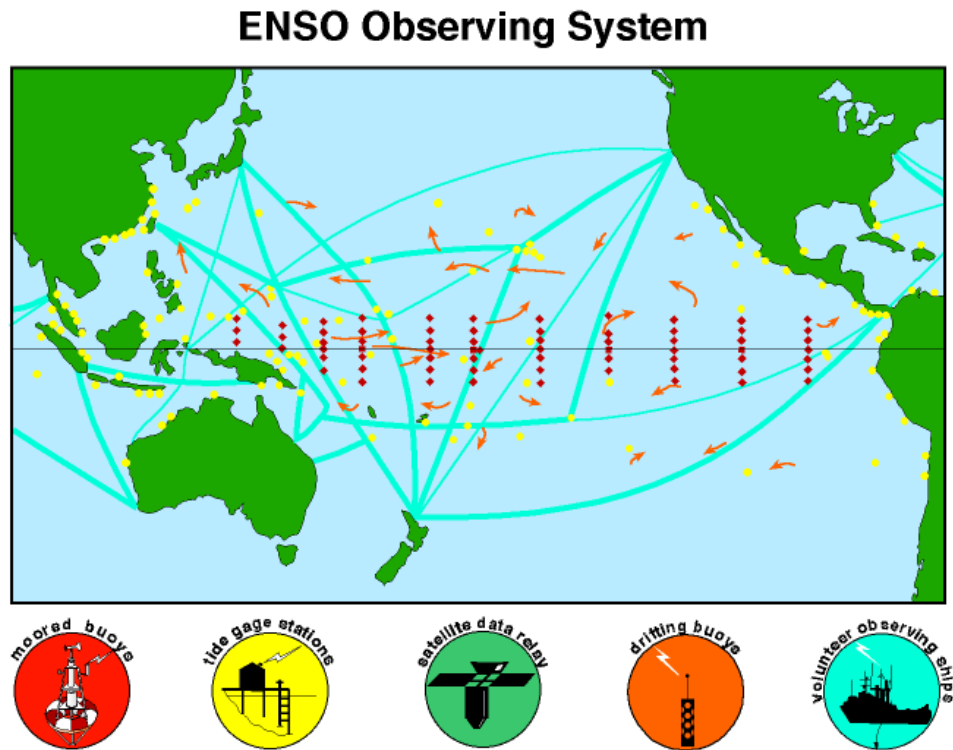 ENSO Observing System
moored buoys
tide gage stations
satellite data relay
drifting buoys
volunteer observing ships